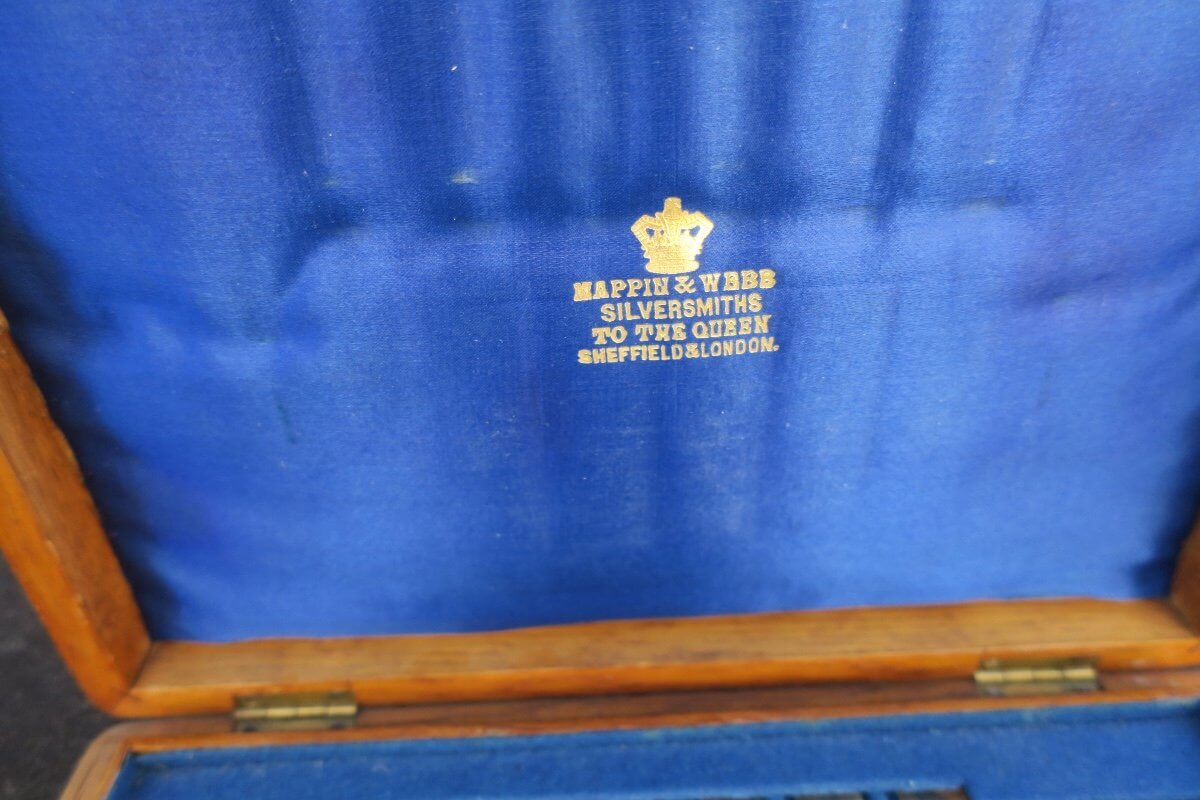 MAPPIN & WEBB
SILVERSMITHS
TO THE QUEEN
SHEFFIELD & LONDON.